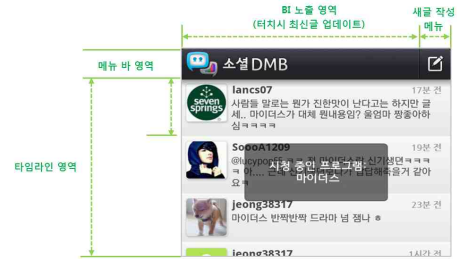 BI 노출 영역
(터치시 최신글 업데이트)
새글 작성
메뉴
메뉴 바 영역
타임라인 영역
소셜DMB
seven
springs
lancs07
17분 전
사람들 말로는 뭔가 진한맛이 난다고는 하지만 글
세.. 마이더스가 대체 뭔내용임? 울엄마 짱좋아하
심ㅋㅋㅋㅋ
SoooA1209
19분 전
@lucypop55
시청 중인 프로그램:
마이더스
요ㅋ
jeong38317
23분 전
마이더스 반짝반짝 드라마 넘 잼나 ㅎ
jeong38317
1시간 전